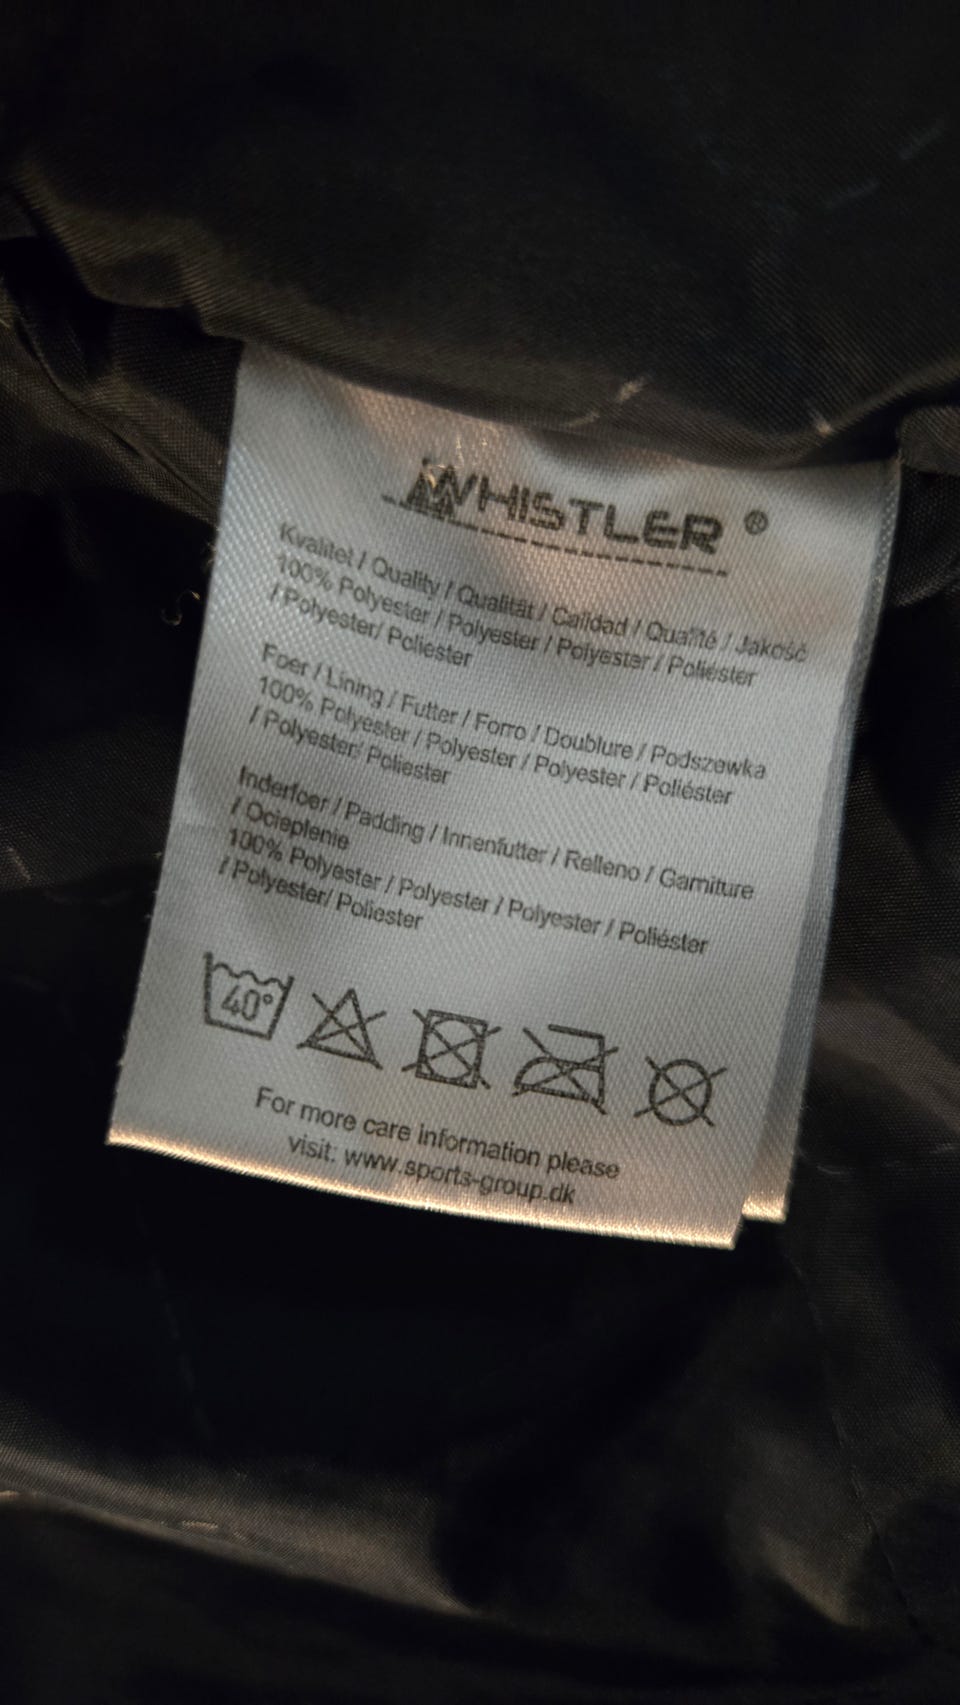 WHISTLER ®
Kvalitet / Quality / Qualität / Calidad / Qualité / Jakość
100% Polyester / Polyester / Polyester / Poliéster
/ Polyester/ Poliester
Foer / Lining / Futter / Forro / Doublure / Podszewka
100% Polyester / Polyester / Polyester / Poliéster
/ Polyester/ Poliester
Inderfoer / Padding / Innenfutter / Relleno / Garniture
/ Ocieplenie
100% Polyester / Polyester / Polyester / Poliéster
/ Polyester/ Poliester
40°
For more care information please
visit: www.sports-group.dk